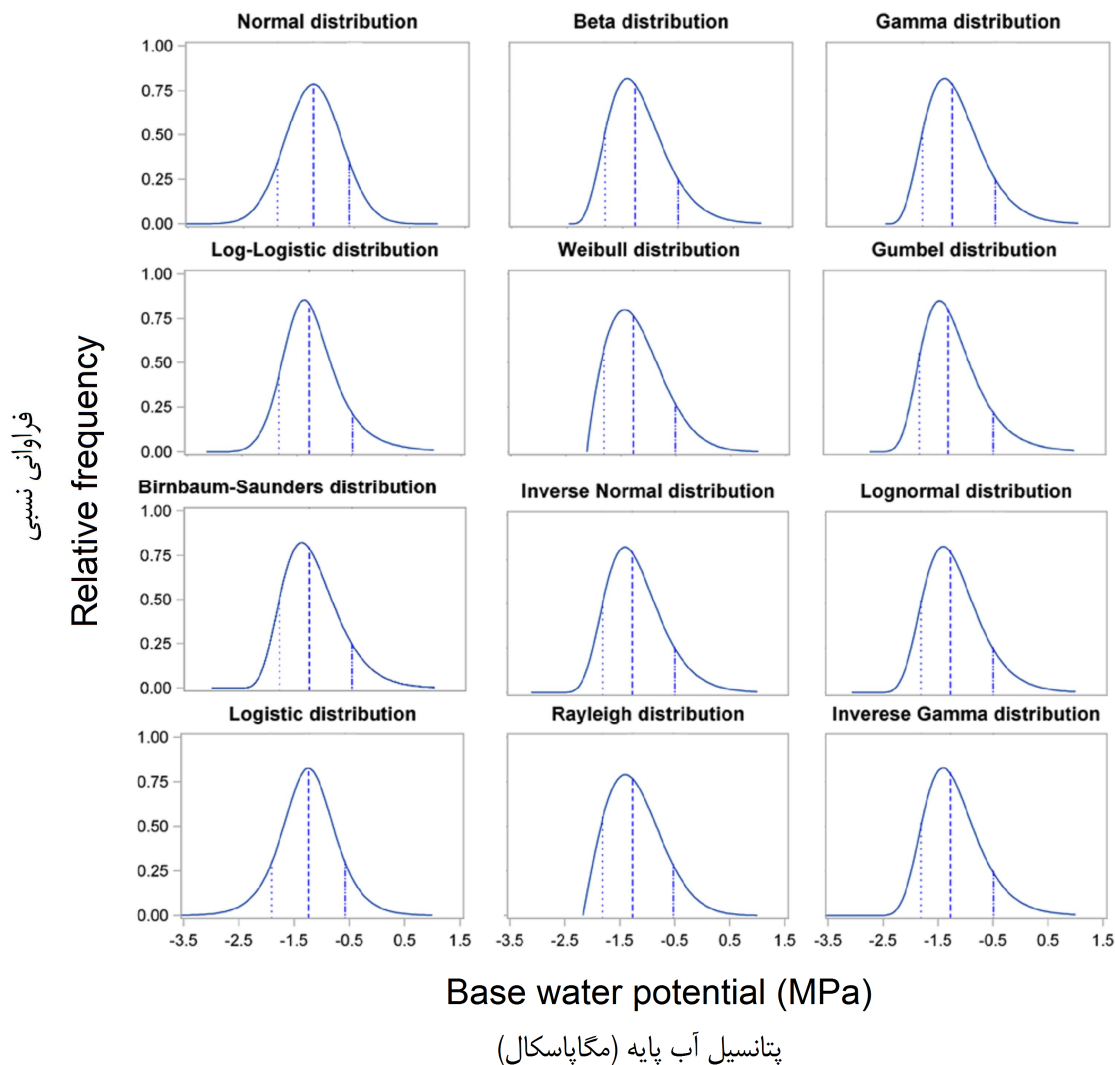 Normal distribution
Beta distribution
Gamma distribution
1.00
0.75
0.50
0.25
0.00
Log-Logistic distribution
Weibull distribution
Gumbel distribution
1.00
0.75
0.50
0.25
0.00
Birnbaum-Saunders distribution
Inverse Normal distribution
Lognormal distribution
1.00
0.75
0.50
0.25
0.00
Logistic distribution
Rayleigh distribution
Inverese Gamma distribution
1.00
0.75
0.50
0.25
0.00
-3.5 -2.5 -1.5 -0.5 0.5 1.5
-3.5 -2.5 -1.5 -0.5 0.5 1.5
-3.5 -2.5 -1.5 -0.5 0.5 1.5
فراوانی نسبی
Relative frequency
Base water potential (MPa)
پتانسیل آب پایه (مگاپاسکال)